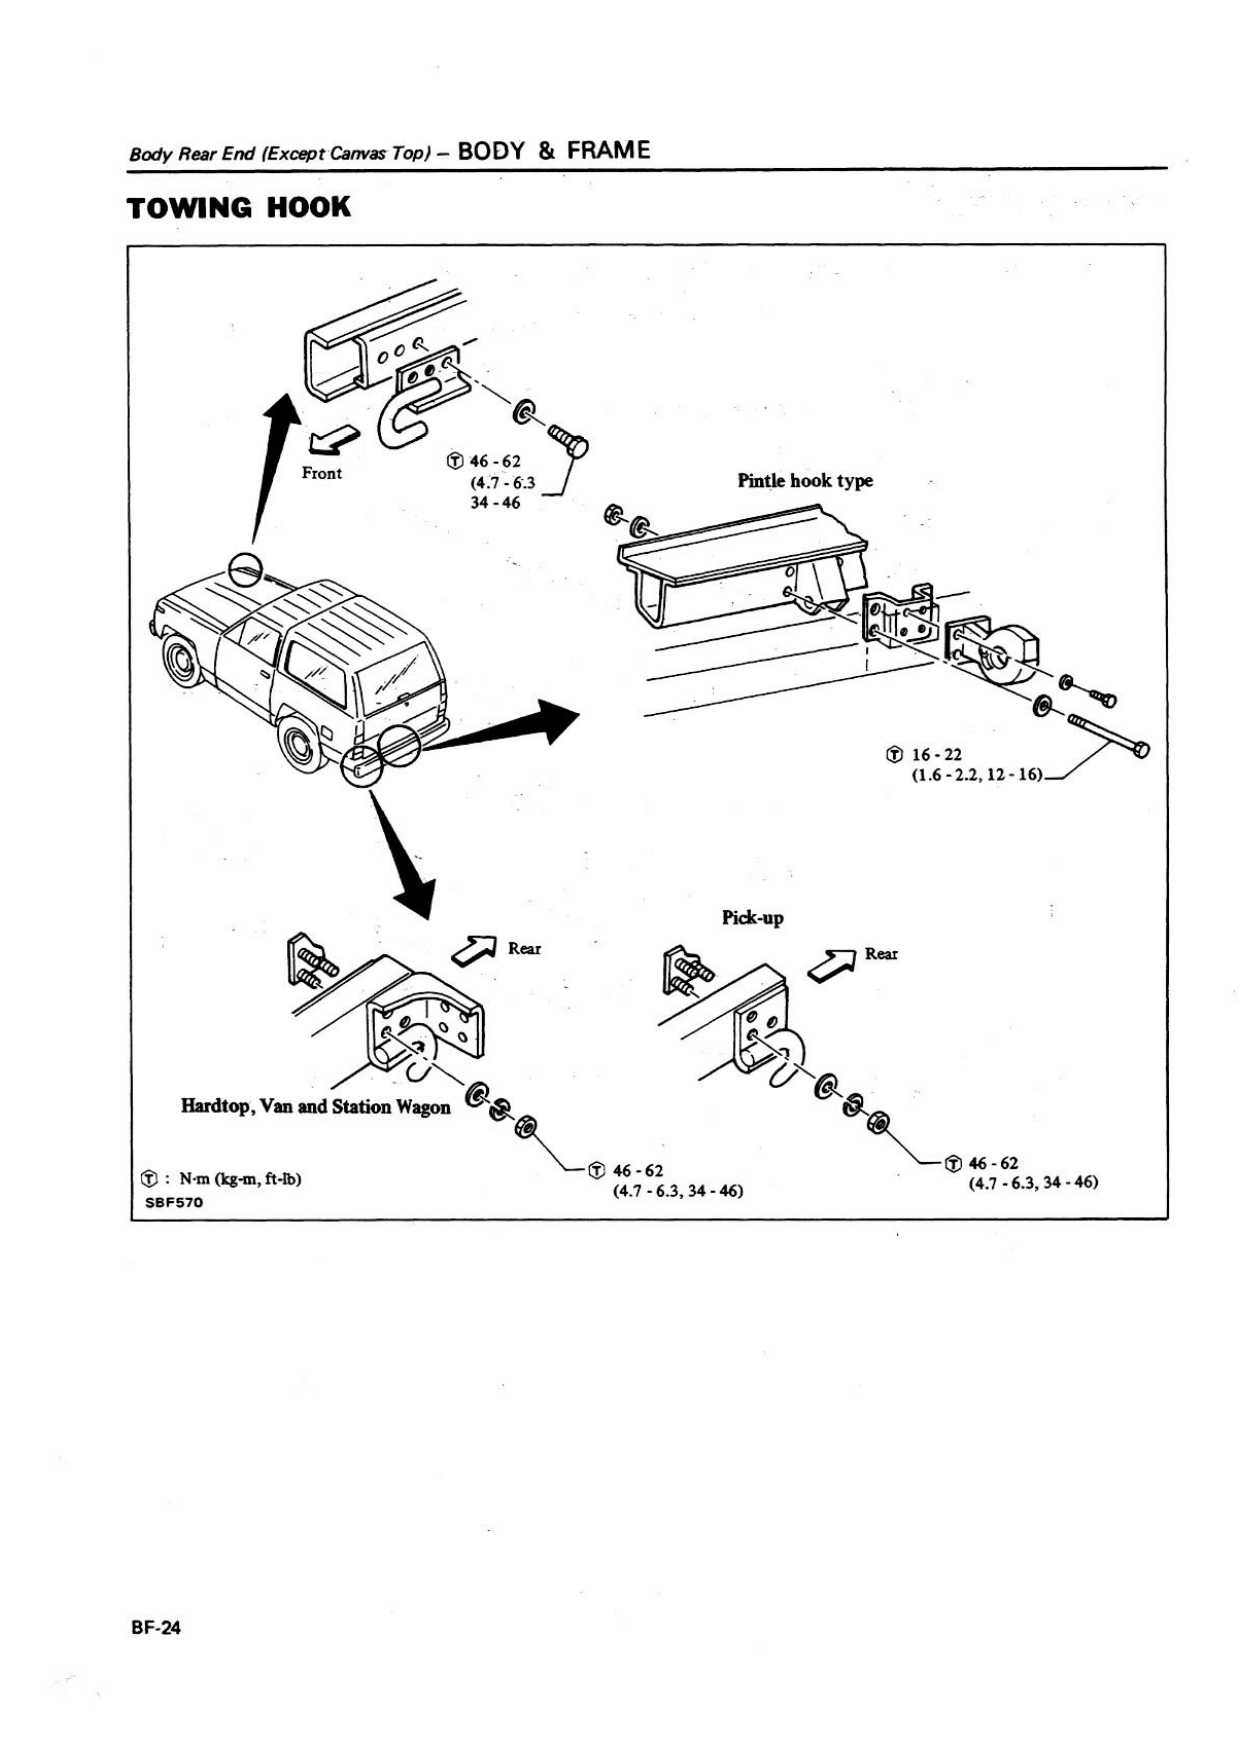 Body Rear End (Except Canvas Top) – BODY & FRAME
TOWING HOOK
Front
Ⓣ 46 - 62
(4.7 - 6.3
34 - 46
Pintle hook type
Ⓣ 16 - 22
(1.6 - 2.2, 12 - 16)
Pick-up
Rear
Rear
Hardtop, Van and Station Wagon
Ⓣ 46 - 62
(4.7 - 6.3, 34 - 46)
Ⓣ 46 - 62
(4.7 - 6.3, 34 - 46)
Ⓣ : N·m (kg-m, ft-lb)
SBF570
BF-24